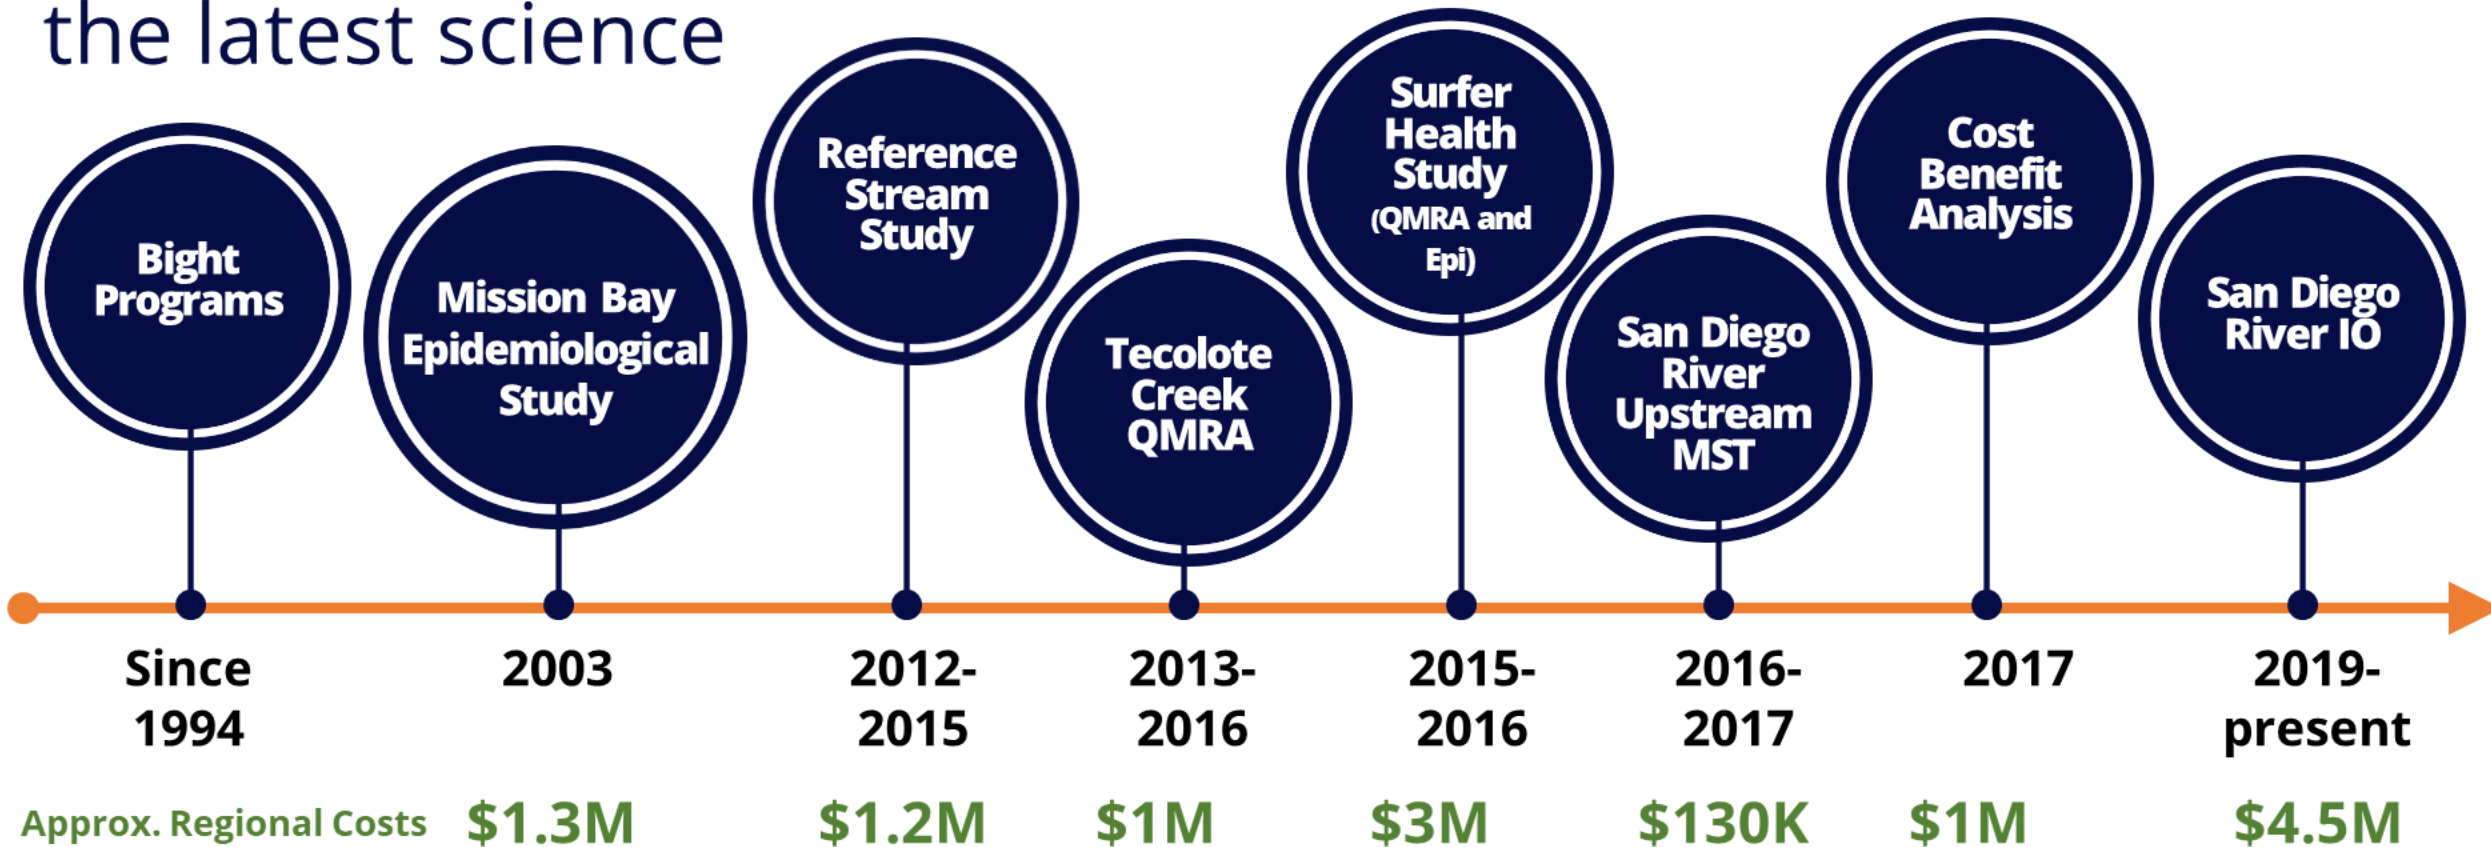 the latest science
Bight
Programs
Mission Bay
Epidemiological
Study
Reference
Stream
Study
Tecolote
Creek
QMRA
Surfer
Health
Study
(QMRA and
Epi)
San Diego
River
Upstream
MST
Cost
Benefit
Analysis
San Diego
River IO
Since
1994
2003
2012-
2015
2013-
2016
2015-
2016
2016-
2017
2017
2019-
present
Approx. Regional Costs $1.3M $1.2M $1M $3M $130K $1M $4.5M